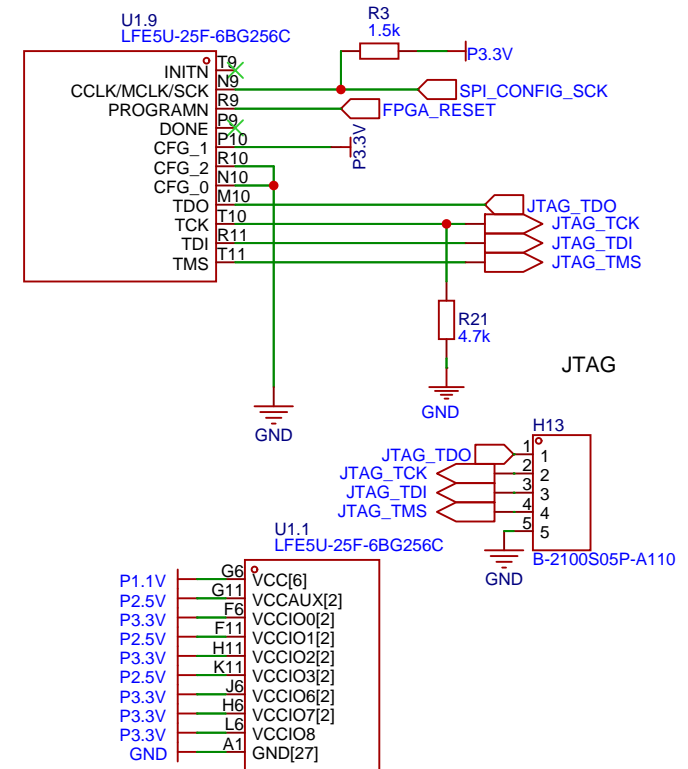 U1.9
LFE5U-25F-6BG256C
R3
1.5k
P3.3V
INITN T9
CCLK/MCLK/SCK N9
SPI_CONFIG_SCK
PROGRAMN R9
FPGA_RESET
DONE P9
CFG_1 P10
P3.3V
CFG_2 R10
CFG_0 N10
TDO M10
JTAG_TDO
TCK T10
JTAG_TCK
TDI R11
JTAG_TDI
TMS T11
JTAG_TMS
R21
4.7k
GND
GND
JTAG
H13
JTAG_TDO 1 1
JTAG_TCK 2 2
JTAG_TDI 3 3
JTAG_TMS 4 4
5 5
GND
B-2100S05P-A110
U1.1
LFE5U-25F-6BG256C
P1.1V G6 VCC[6]
P2.5V G11 VCCAUX[2]
P3.3V F6 VCCIO0[2]
P2.5V F11 VCCIO1[2]
P3.3V H11 VCCIO2[2]
P2.5V K11 VCCIO3[2]
P3.3V J6 VCCIO6[2]
P3.3V H6 VCCIO7[2]
P3.3V L6 VCCIO8
GND A1 GND[27]